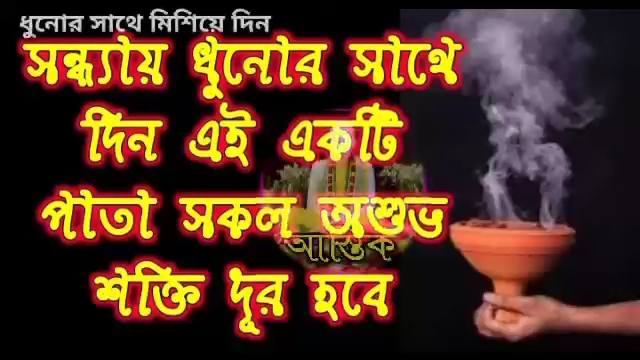 ধুনোর সাথে মিশিয়ে দিন
সন্ধ্যায় ধুনোর সাথে
দিন এই একটি
পাতা সকল অশুভ
আস্তিক
শক্তি দূর হবে